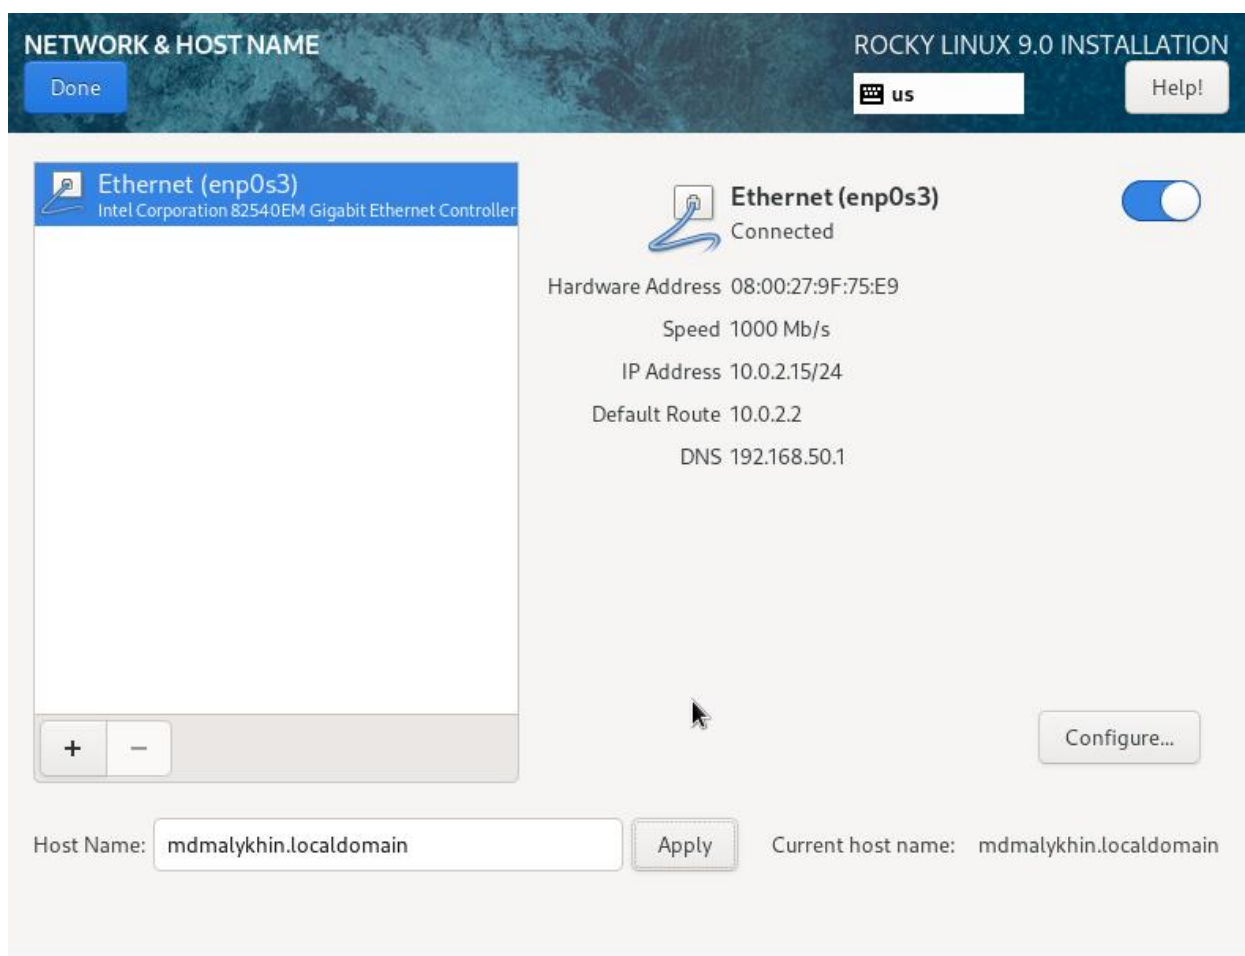 NETWORK & HOST NAME
ROCKY LINUX 9.0 INSTALLATION
Done
us
Help!
Ethernet (enp0s3)
Intel Corporation 82540EM Gigabit Ethernet Controller
Ethernet (enp0s3)
Connected
Hardware Address 08:00:27:9F:75:E9
Speed 1000 Mb/s
IP Address 10.0.2.15/24
Default Route 10.0.2.2
DNS 192.168.50.1
+ −
Configure...
Host Name: mdmalykhin.localdomain Apply Current host name: mdmalykhin.localdomain